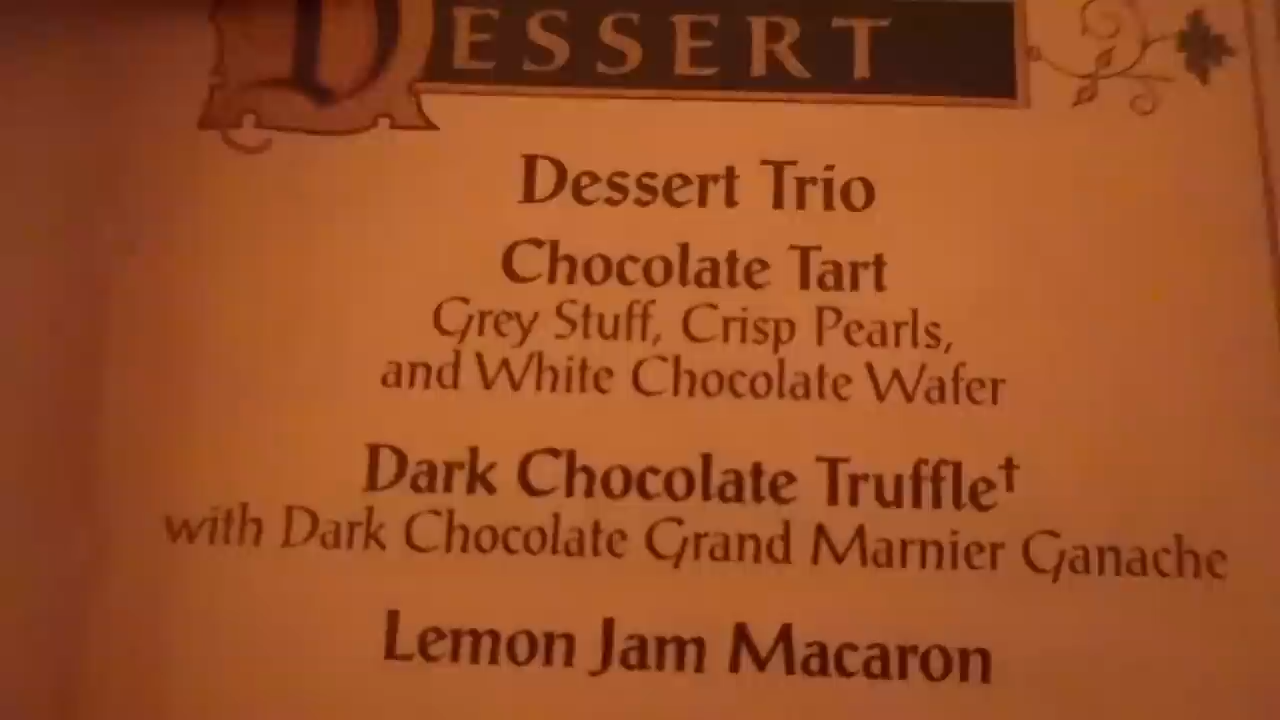 DESSERT
Dessert Trio
Chocolate Tart
Grey Stuff, Crisp Pearls,
and White Chocolate Wafer
Dark Chocolate Truffle†
with Dark Chocolate Grand Marnier Ganache
Lemon Jam Macaron